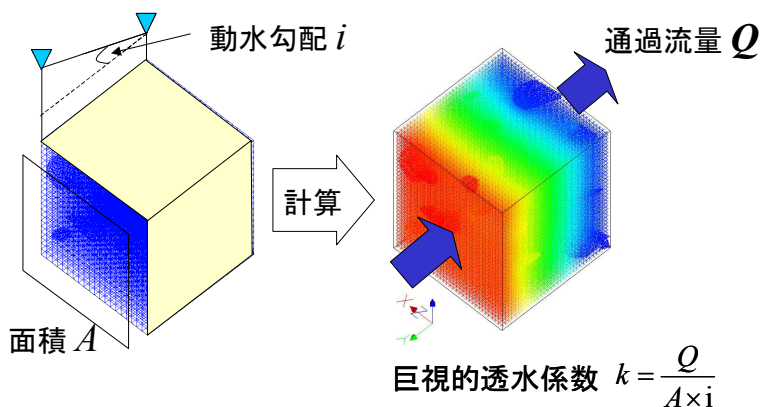 動水勾配 i
通過流量 Q
計算
面積 A
X
Z
Y
巨視的透水係数 k = Q / (A×i)